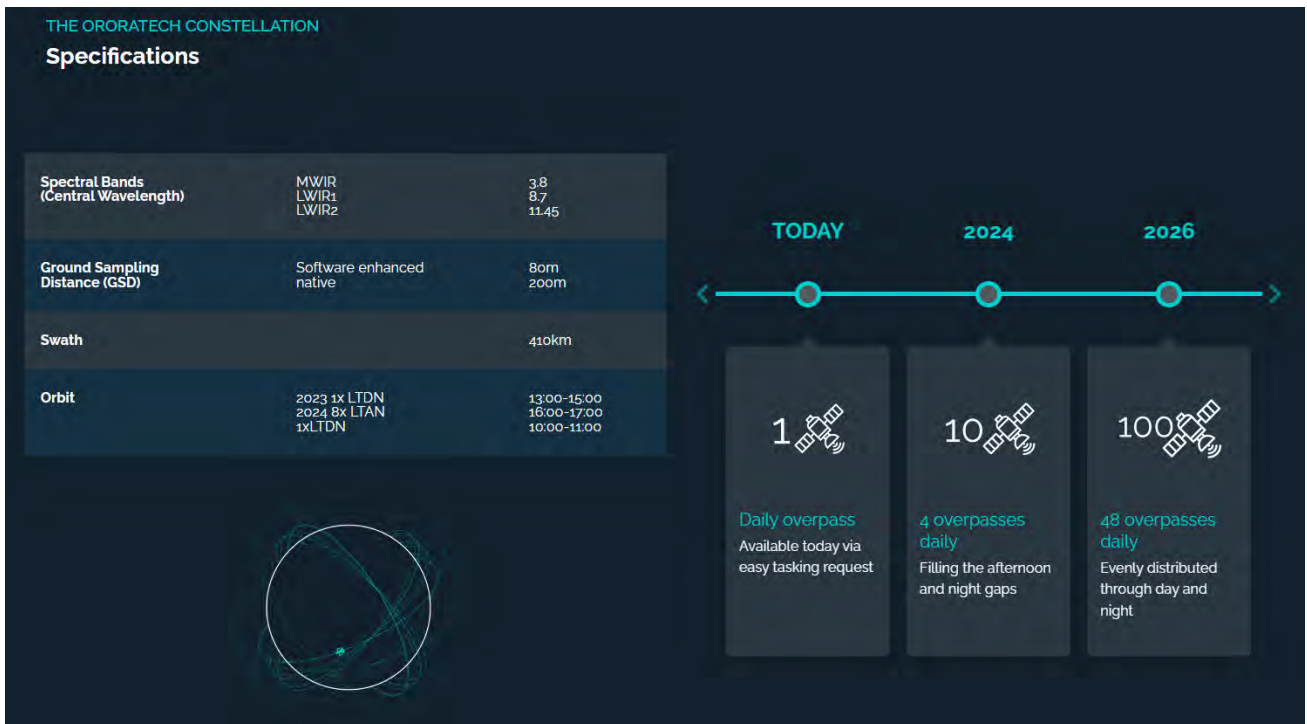 THE ORORATECH CONSTELLATION
Specifications
Spectral Bands
(Central Wavelength)
MWIR
LWIR1
LWIR2
3.8
8.7
11.45
Ground Sampling
Distance (GSD)
Software enhanced
native
80m
200m
Swath
410km
Orbit
2023 1x LTDN
2024 8x LTAN
1xLTDN
13:00-15:00
16:00-17:00
10:00-11:00
TODAY
2024
2026
1
10
100
Daily overpass
Available today via
easy tasking request
4 overpasses
daily
Filling the afternoon
and night gaps
48 overpasses
daily
Evenly distributed
through day and
night